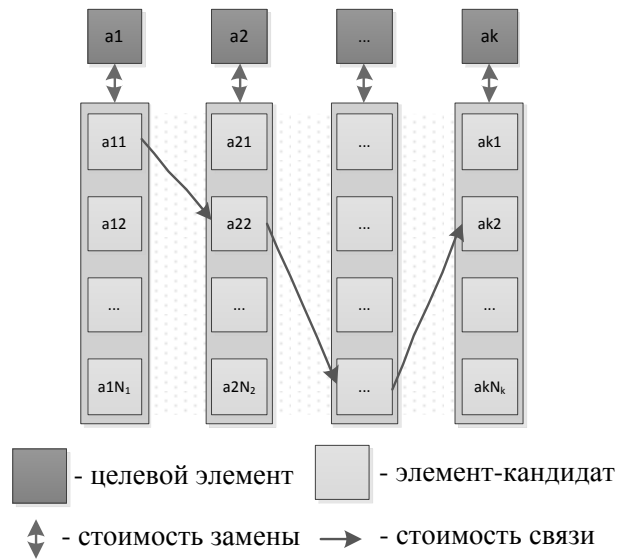 a1 a2 ... ak
a11 a21 ... ak1
a12 a22 ... ak2
... ... ... ...
a1N₁ a2N₂ ... akNₖ
- целевой элемент - элемент-кандидат
- стоимость замены - стоимость связи